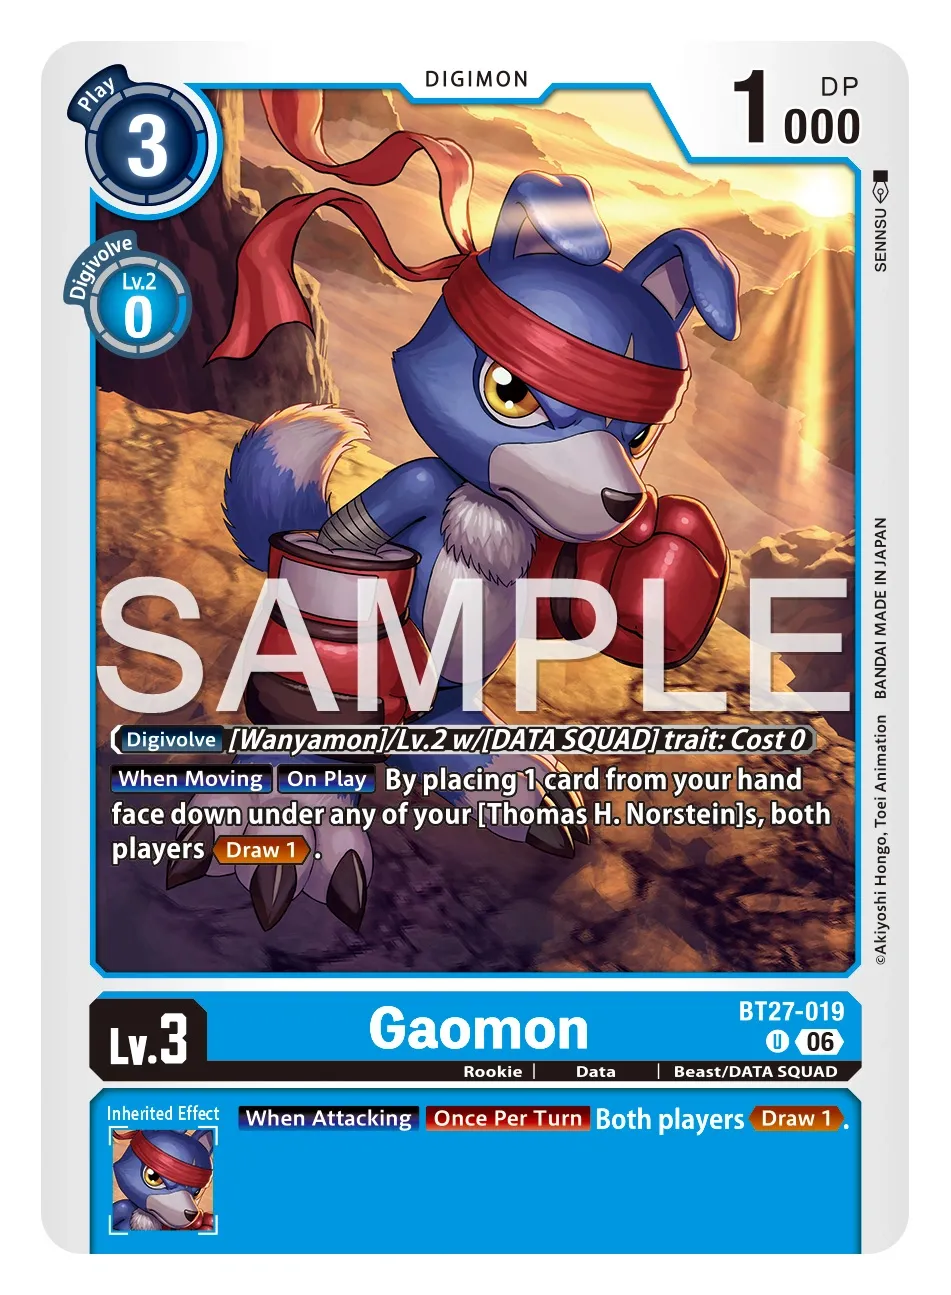 DIGIMON
Play
3
DP
1000
Digivolve
Lv.2
0
SENNSU
SAMPLE
Digivolve [Wanyamon]/Lv.2 w/[DATA SQUAD] trait: Cost 0
When Moving On Play By placing 1 card from your hand
face down under any of your [Thomas H. Norstein]s, both
players Draw 1.
©Akiyoshi Hongo, Toei Animation BANDAI MADE IN JAPAN
Lv.3
Gaomon
BT27-019
U 06
Rookie | Data | Beast/DATA SQUAD
Inherited Effect
When Attacking Once Per Turn Both players Draw 1.